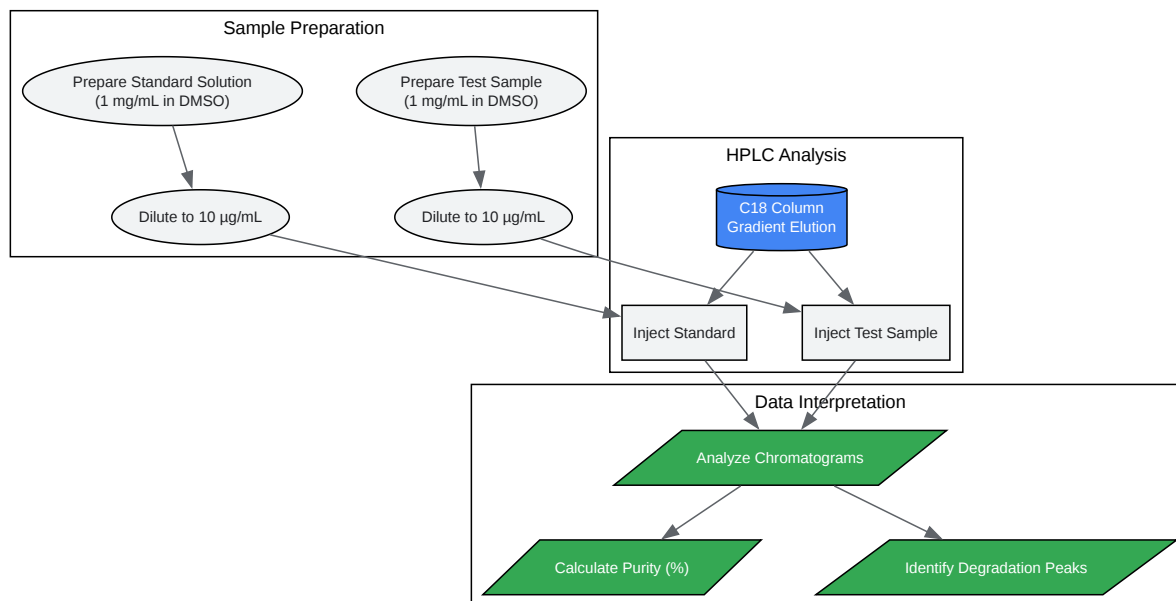 Sample Preparation
Prepare Standard Solution
(1 mg/mL in DMSO)
Prepare Test Sample
(1 mg/mL in DMSO)
Dilute to 10 µg/mL
Dilute to 10 µg/mL
HPLC Analysis
C18 Column
Gradient Elution
Inject Standard
Inject Test Sample
Data Interpretation
Analyze Chromatograms
Calculate Purity (%)
Identify Degradation Peaks